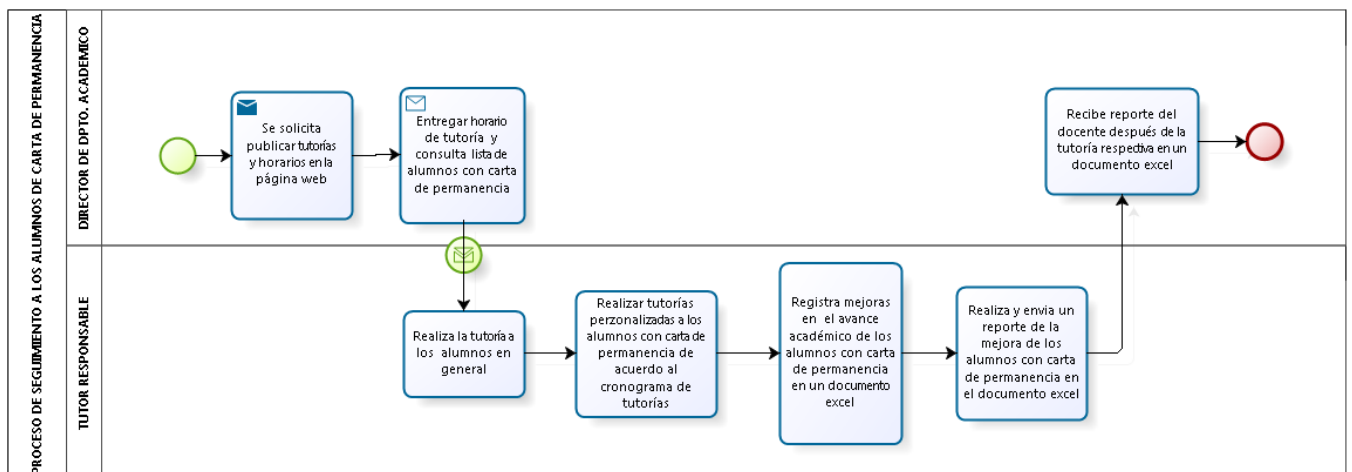 PROCESO DE SEGUIMIENTO A LOS ALUMNOS DE CARTA DE PERMANENCIA
DIRECTOR DE DPTO. ACADEMICO
Se solicita
publicar tutorías
y horarios en la
página web
Entregar horario
de tutoría y
consulta lista de
alumnos con carta
de permanencia
Recibe reporte del
docente después de la
tutoría respectiva en un
documento excel
TUTOR RESPONSABLE
Realiza la tutoría a
los alumnos en
general
Realizar tutorías
perzonalizadas a los
alumnos con carta de
permanencia de
acuerdo al
cronograma de
tutorías
Registra mejoras
en el avance
académico de los
alumnos con carta
de permanencia
en un documento
excel
Realiza y envia un
reporte de la
mejora de los
alumnos con carta
de permanencia en
el documento excel